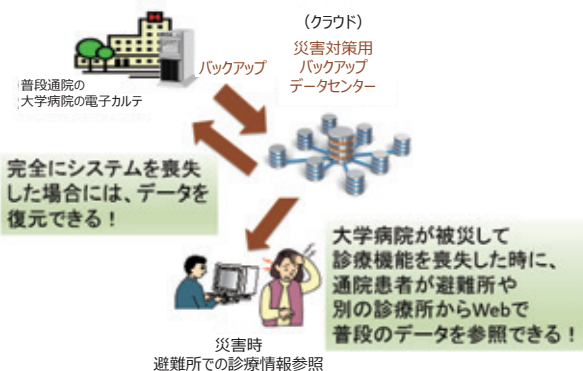 （クラウド）
災害対策用
バックアップ
データセンター
バックアップ
普段通院の
大学病院の電子カルテ
完全にシステムを喪失
した場合には、データを
復元できる！
大学病院が被災して
診療機能を喪失した時に、
通院患者が避難所や
別の診療所からWebで
普段のデータを参照できる！
災害時
避難所での診療情報参照